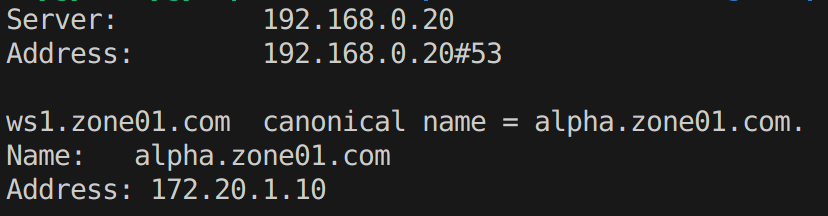 Server:		192.168.0.20
Address:	192.168.0.20#53

ws1.zone01.com	canonical name = alpha.zone01.com.
Name:	alpha.zone01.com
Address: 172.20.1.10